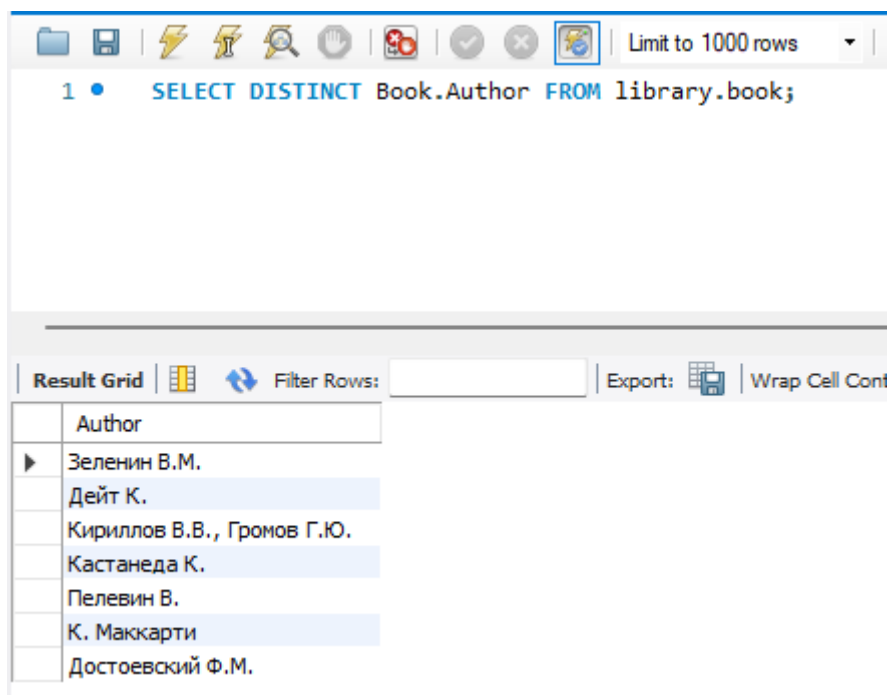 Limit to 1000 rows
1 SELECT DISTINCT Book.Author FROM library.book;
Result Grid Filter Rows: Export: Wrap Cell Cont
Author
Зеленин В.М.
Дейт К.
Кириллов В.В., Громов Г.Ю.
Кастанеда К.
Пелевин В.
К. Маккарти
Достоевский Ф.М.